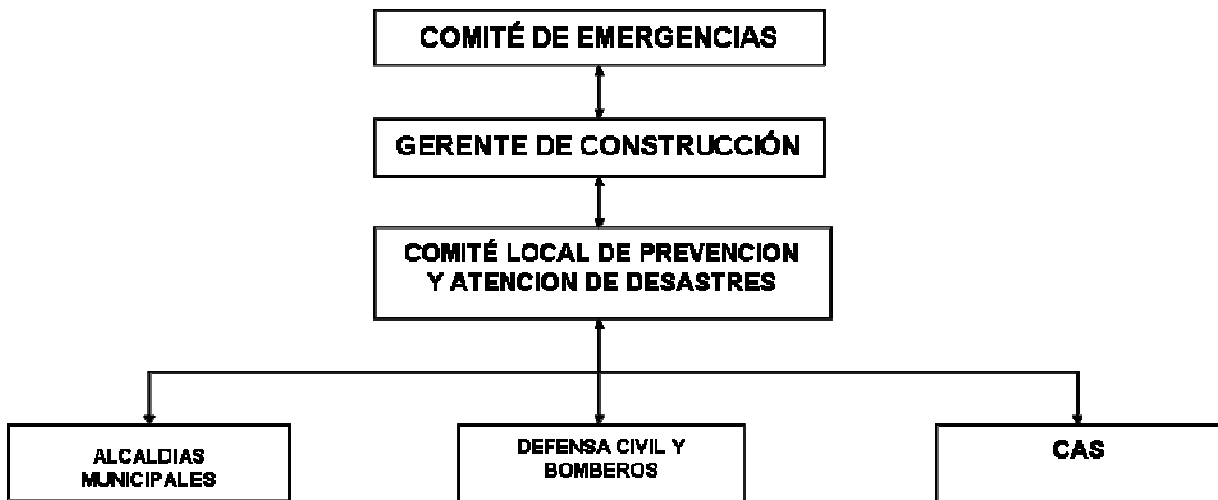 COMITÉ DE EMERGENCIAS
GERENTE DE CONSTRUCCIÓN
COMITÉ LOCAL DE PREVENCION
Y ATENCION DE DESASTRES
ALCALDIAS
MUNICIPALES
DEFENSA CIVIL Y
BOMBEROS
CAS